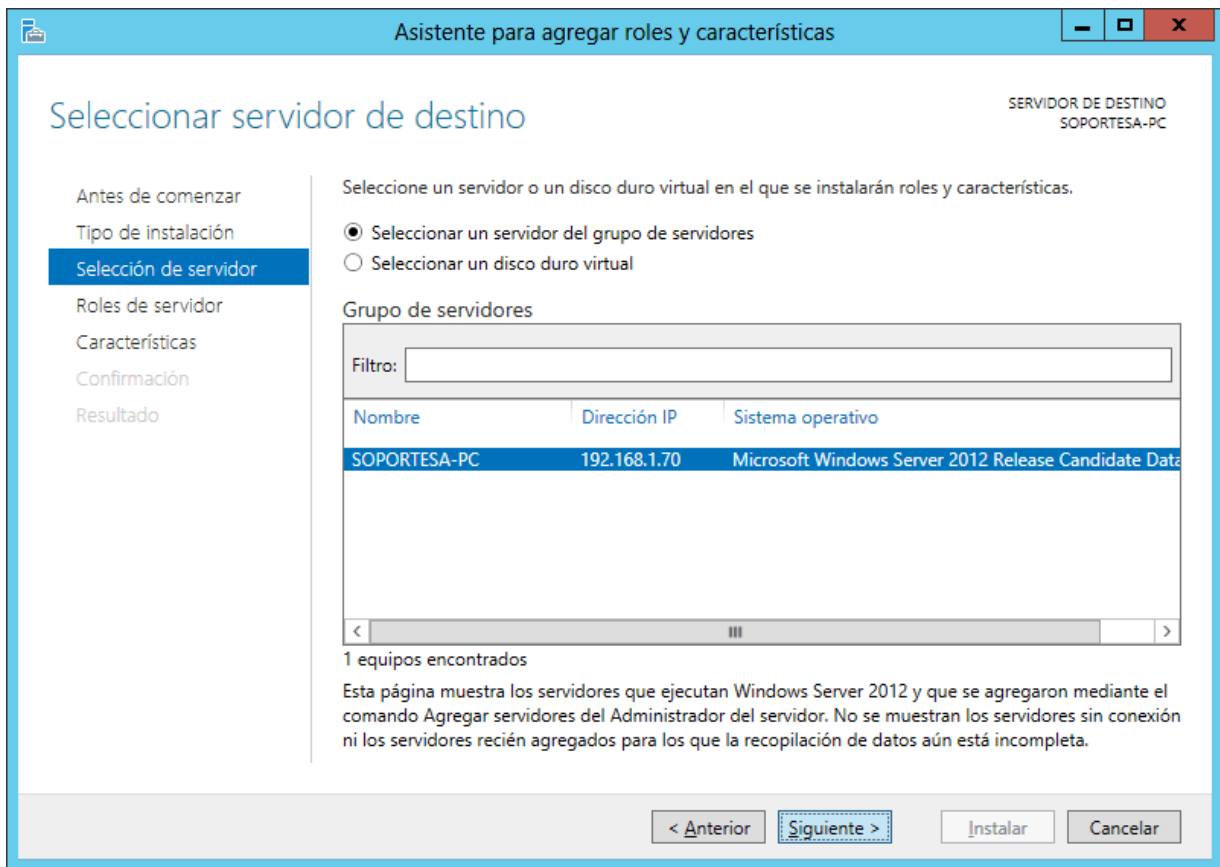 Asistente para agregar roles y características
Seleccionar servidor de destino
SERVIDOR DE DESTINO
SOPORTESA-PC
Antes de comenzar
Tipo de instalación
Selección de servidor
Roles de servidor
Características
Confirmación
Resultado
Seleccione un servidor o un disco duro virtual en el que se instalarán roles y características.
Seleccionar un servidor del grupo de servidores
Seleccionar un disco duro virtual
Grupo de servidores
Filtro:
Nombre Dirección IP Sistema operativo
SOPORTESA-PC 192.168.1.70 Microsoft Windows Server 2012 Release Candidate Data
1 equipos encontrados
Esta página muestra los servidores que ejecutan Windows Server 2012 y que se agregaron mediante el
comando Agregar servidores del Administrador del servidor. No se muestran los servidores sin conexión
ni los servidores recién agregados para los que la recopilación de datos aún está incompleta.
< Anterior Siguiente > Instalar Cancelar